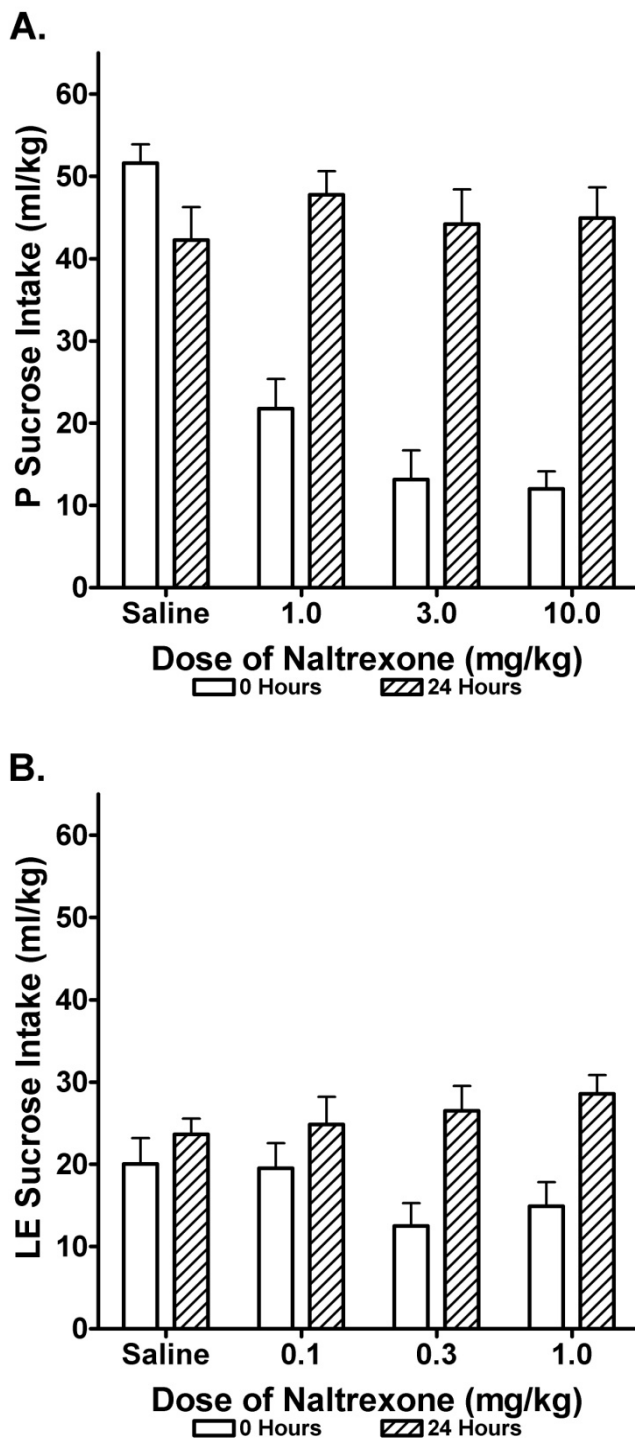 A.
P Sucrose Intake (ml/kg)
60
50
40
30
20
10
0
Saline 1.0 3.0 10.0
Dose of Naltrexone (mg/kg)
0 Hours 24 Hours
B.
LE Sucrose Intake (ml/kg)
60
50
40
30
20
10
0
Saline 0.1 0.3 1.0
Dose of Naltrexone (mg/kg)
0 Hours 24 Hours